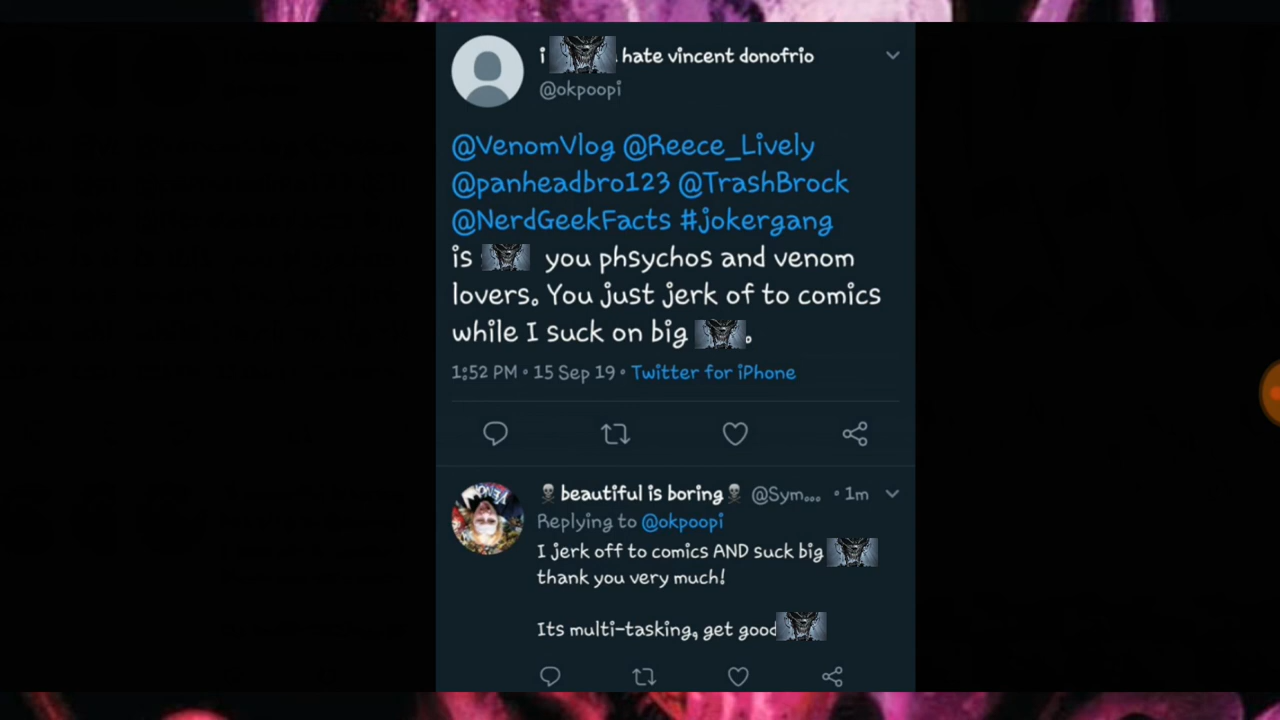 i hate vincent donofrio
@okpoopi
@VenomVlog @Reece_Lively
@panheadbro123 @TrashBrock
@NerdGeekFacts #jokergang
is you phsychos and venom
lovers. You just jerk of to comics
while I suck on big .
1:52 PM • 15 Sep 19 • Twitter for iPhone
beautiful is boring @Sym... • 1m
Replying to @okpoopi
I jerk off to comics AND suck big
thank you very much!
Its multi-tasking, get good